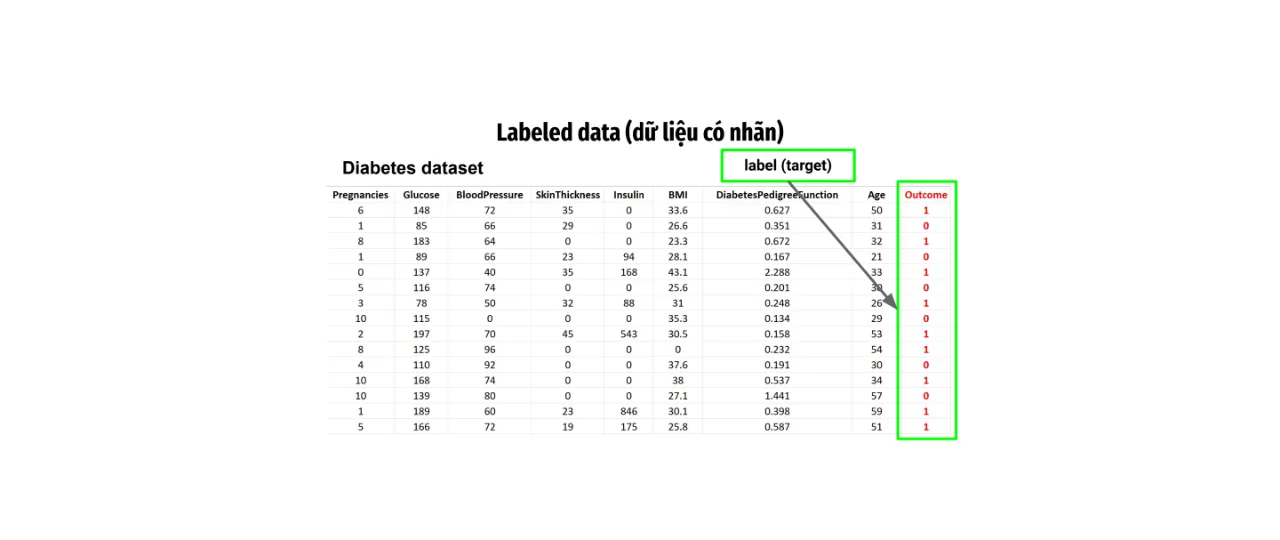 Labeled data (dữ liệu có nhãn)
Diabetes dataset
label (target)
Pregnancies Glucose BloodPressure SkinThickness Insulin BMI DiabetesPedigreeFunction Age Outcome
6 148 72 35 0 33.6 0.627 50 1
1 85 66 29 0 26.6 0.351 31 0
8 183 64 0 0 23.3 0.672 32 1
1 89 66 23 94 28.1 0.167 21 0
0 137 40 35 168 43.1 2.288 33 1
5 116 74 0 0 25.6 0.201 30 0
3 78 50 32 88 31 0.248 26 1
10 115 0 0 0 35.3 0.134 29 0
2 197 70 45 543 30.5 0.158 53 1
8 125 96 0 0 0 0.232 54 1
4 110 92 0 0 37.6 0.191 30 0
10 168 74 0 0 38 0.537 34 1
10 139 80 0 0 27.1 1.441 57 0
1 189 60 23 846 30.1 0.398 59 1
5 166 72 19 175 25.8 0.587 51 1